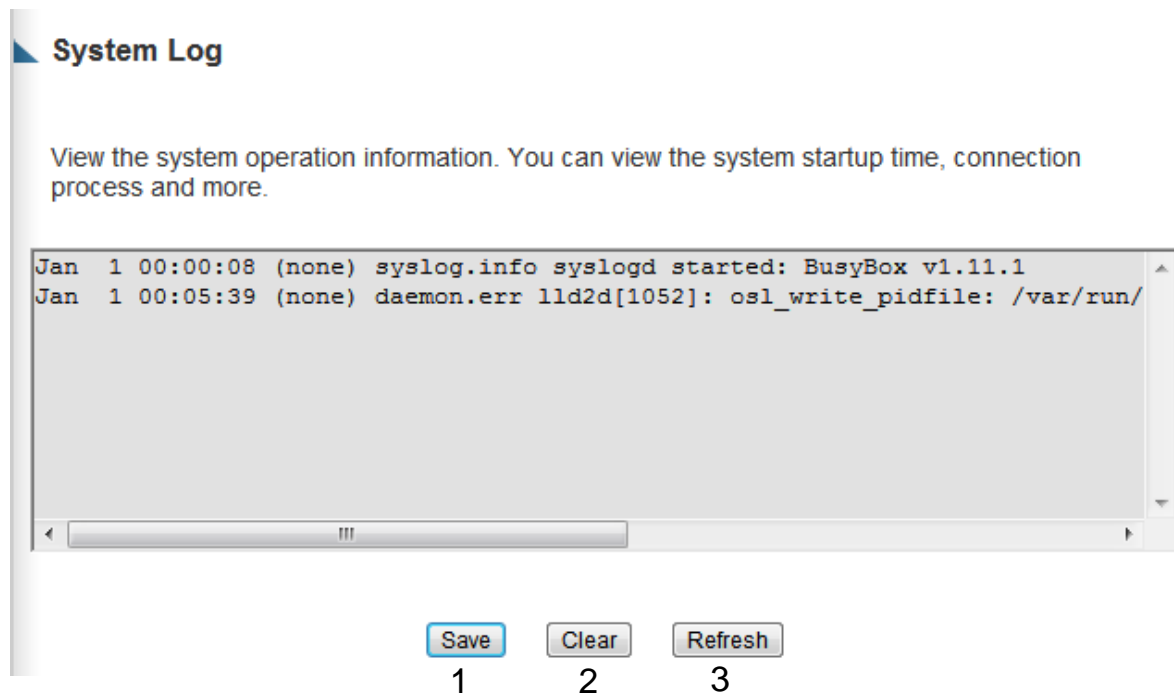 System Log
View the system operation information. You can view the system startup time, connection
process and more.
Jan  1 00:00:08 (none) syslog.info syslogd started: BusyBox v1.11.1
Jan  1 00:05:39 (none) daemon.err lld2d[1052]: osl_write_pidfile: /var/run/
Save Clear Refresh
1 2 3